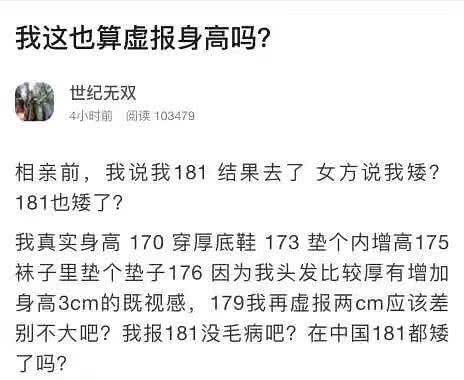 我这也算虚报身高吗？
世纪无双
4小时前 阅读 103479
相亲前，我说我181 结果去了 女方说我矮？
181也矮了？
我真实身高 170 穿厚底鞋 173 垫个内增高175
袜子里垫个垫子176 因为我头发比较厚有增加
身高3cm的既视感，179我再虚报两cm应该差
别不大吧？我报181没毛病吧？在中国181都矮
了吗？